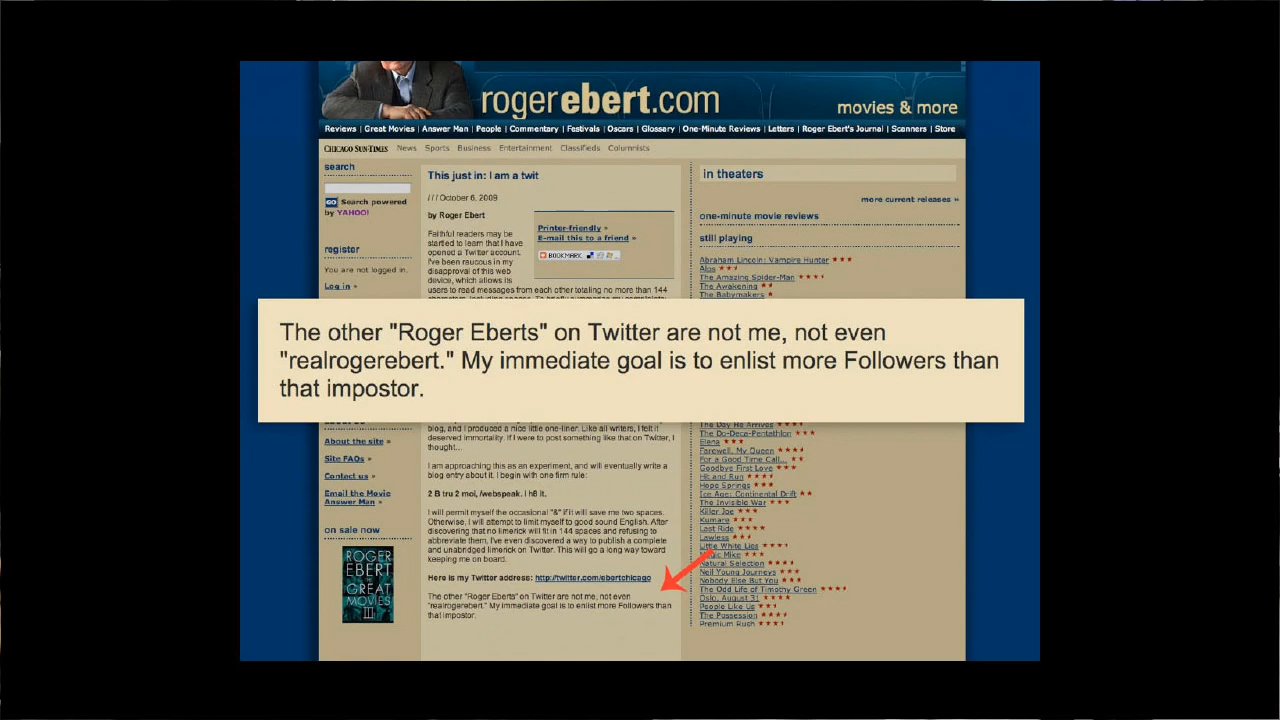 rogerebert.com
movies & more
Reviews | Great Movies | Answer Man | People | Commentary | Festivals | Oscars | Glossary | One-Minute Reviews | Letters | Roger Ebert's Journal | Scanners | Store
CHICAGO SUN-TIMES News Sports Business Entertainment Classifieds Columnists
search
GO Search powered
by YAHOO!
register
You are not logged in.
Log in »
This just in: I am a twit
/ / / October 6, 2009
by Roger Ebert
Printer-friendly »
E-mail this to a friend »
BOOKMARK
Faithful readers may be
startled to learn that I have
opened a Twitter account.
I've been raucous in my
disapproval of this web
device, which allows its
users to read messages from each other totaling no more than 144
in theaters
more current releases »
one-minute movie reviews
still playing
Abraham Lincoln: Vampire Hunter
Alps
The Amazing Spider-Man
The Awakening
The Babymakers
The other "Roger Eberts" on Twitter are not me, not even
"realrogerebert." My immediate goal is to enlist more Followers than
that impostor.
About the site »
Site FAQs »
Contact us »
Email the Movie
Answer Man »
on sale now
ROGER
EBERT
THE
GREAT
MOVIES
III
blog, and I produced a nice little one-liner. Like all writers, I felt it
deserved immortality. If I were to post something like that on Twitter, I
thought...
I am approaching this as an experiment, and will eventually write a
blog entry about it. I begin with one firm rule:
2 B tru 2 moi, /webspeak. I h8 it.
I will permit myself the occasional "&" if it will save me two spaces.
Otherwise, I will attempt to limit myself to good sound English. After
discovering that no limerick will fit in 144 spaces and refusing to
abbreviate them, I've even discovered a way to publish a complete
and unabridged limerick on Twitter. This will go a long way toward
keeping me on board.
Here is my Twitter address: http://twitter.com/ebertchicago
The other "Roger Eberts" on Twitter are not me, not even
"realrogerebert." My immediate goal is to enlist more Followers than
that impostor.
The Day He Arrives
The Do-Deca-Pentathlon
Elena
Farewell, My Queen
For a Good Time Call...
Goodbye First Love
Hit and Run
Hope Springs
Ice Age: Continental Drift
The Invisible War
Killer Joe
Kumare
Last Ride
Lawless
Little White Lies
Magic Mike
Natural Selection
Neil Young Journeys
Nobody Else But You
The Odd Life of Timothy Green
Oslo, August 31
People Like Us
The Possession
Premium Rush